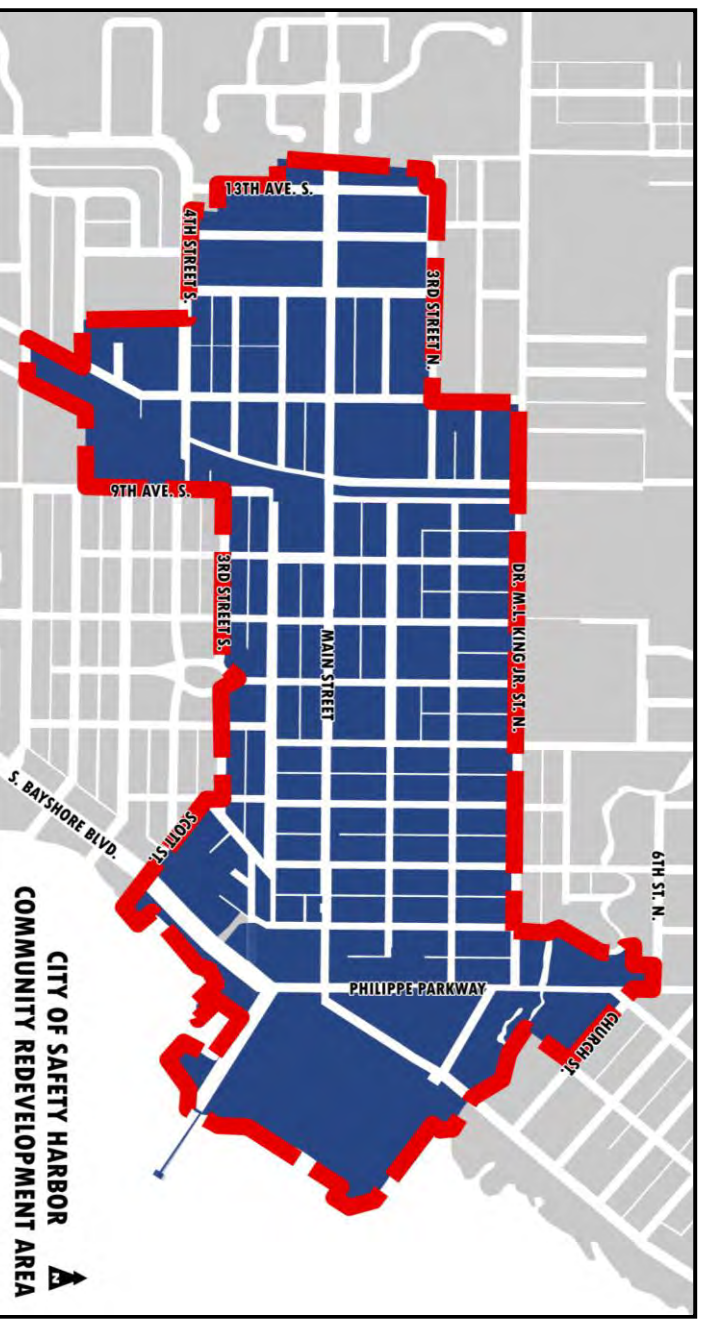 13TH AVE. S.
4TH STREET S.
3RD STREET N.
9TH AVE. S.
3RD STREET S.
MAIN STREET
DR. M.L. KING JR. ST. N.
S. BAYSHORE BLVD.
SCOTT ST.
6TH ST. N.
PHILIPPE PARKWAY
CHURCH ST.
CITY OF SAFETY HARBOR
COMMUNITY REDEVELOPMENT AREA
N